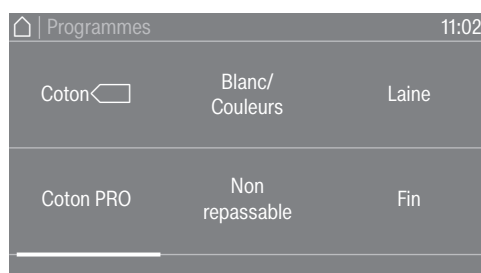 Programmes
11:02
Coton
Blanc/
Couleurs
Laine
Coton PRO
Non
repassable
Fin